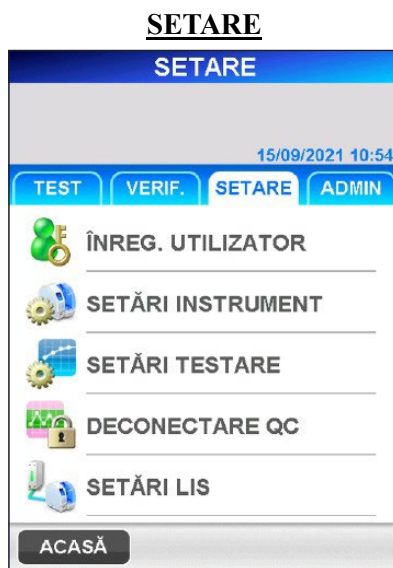 SETARE
SETARE
15/09/2021 10:54
TEST VERIF. SETARE ADMIN
ÎNREG. UTILIZATOR
SETĂRI INSTRUMENT
SETĂRI TESTARE
DECONECTARE QC
SETĂRI LIS
ACASĂ